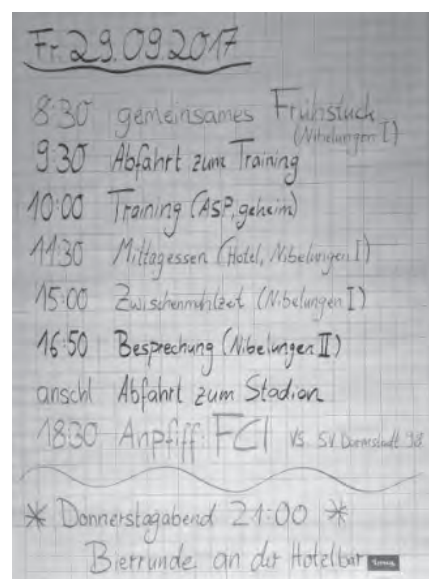 Fr. 29.09.2017
8:30 gemeinsames Frühstück
(Nibelungen I)
9:30 Abfahrt zum Training
10:00 Training (ASP, geheim)
11:30 Mittagessen (Hotel, Nibelungen I)
15:00 Zwischenmahlzeit (Nibelungen I)
16:50 Besprechung (Nibelungen II)
anschl Abfahrt zum Stadion
18:30 Anpfiff: FCI vs. SV Darmstadt 98
* Donnerstagabend 21:00 *
Bierrunde an der Hotelbar